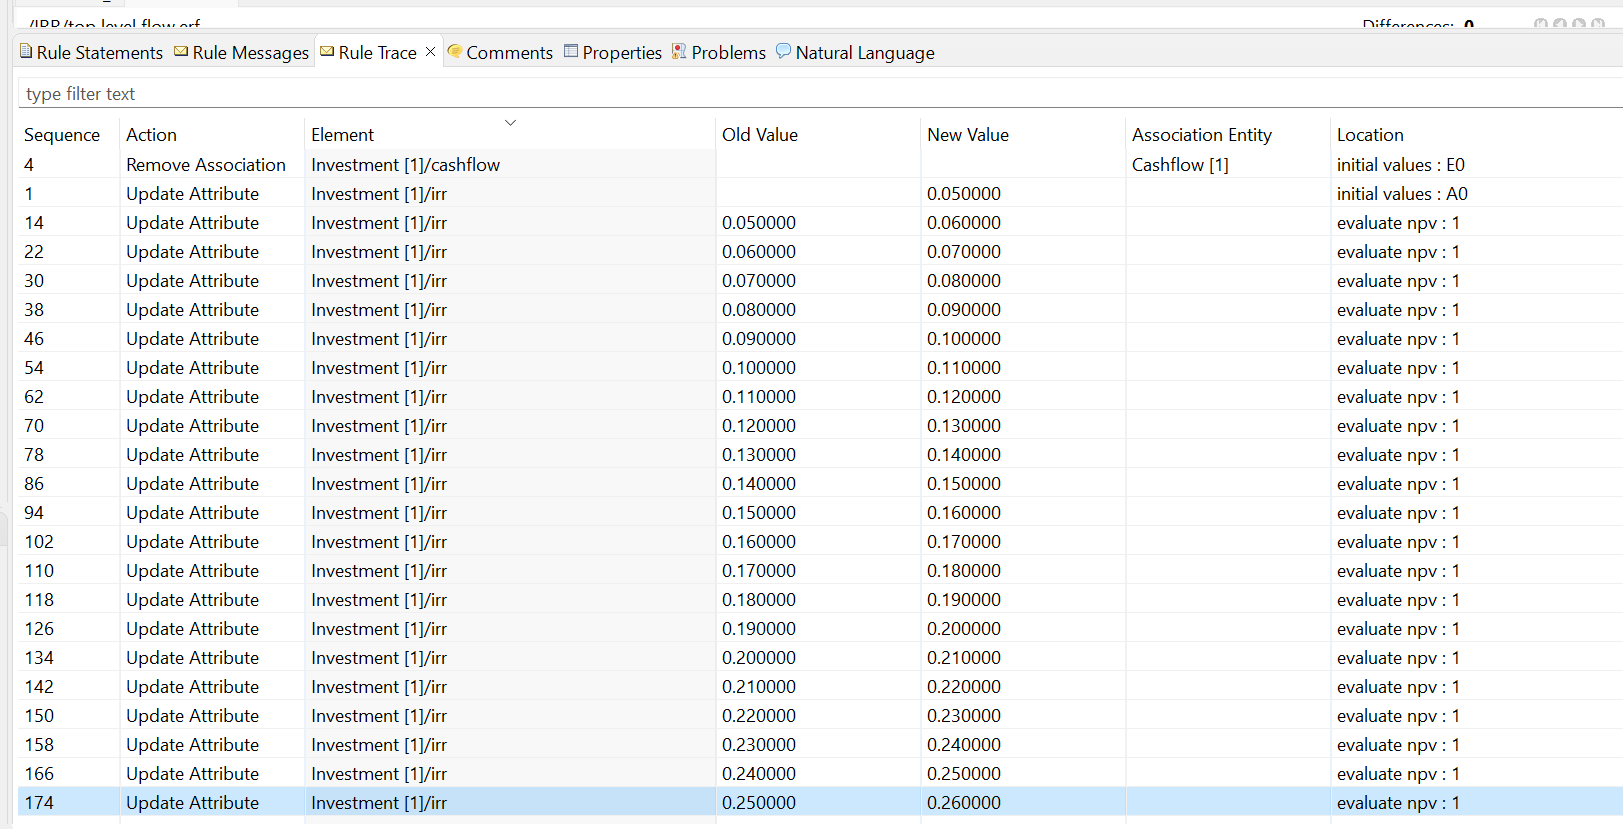 /IRR/top level flow.erf Differences: 0
Rule Statements Rule Messages Rule Trace Comments Properties Problems Natural Language
type filter text
Sequence Action Element Old Value New Value Association Entity Location
4 Remove Association Investment [1]/cashflow Cashflow [1] initial values : E0
1 Update Attribute Investment [1]/irr 0.050000 initial values : A0
14 Update Attribute Investment [1]/irr 0.050000 0.060000 evaluate npv : 1
22 Update Attribute Investment [1]/irr 0.060000 0.070000 evaluate npv : 1
30 Update Attribute Investment [1]/irr 0.070000 0.080000 evaluate npv : 1
38 Update Attribute Investment [1]/irr 0.080000 0.090000 evaluate npv : 1
46 Update Attribute Investment [1]/irr 0.090000 0.100000 evaluate npv : 1
54 Update Attribute Investment [1]/irr 0.100000 0.110000 evaluate npv : 1
62 Update Attribute Investment [1]/irr 0.110000 0.120000 evaluate npv : 1
70 Update Attribute Investment [1]/irr 0.120000 0.130000 evaluate npv : 1
78 Update Attribute Investment [1]/irr 0.130000 0.140000 evaluate npv : 1
86 Update Attribute Investment [1]/irr 0.140000 0.150000 evaluate npv : 1
94 Update Attribute Investment [1]/irr 0.150000 0.160000 evaluate npv : 1
102 Update Attribute Investment [1]/irr 0.160000 0.170000 evaluate npv : 1
110 Update Attribute Investment [1]/irr 0.170000 0.180000 evaluate npv : 1
118 Update Attribute Investment [1]/irr 0.180000 0.190000 evaluate npv : 1
126 Update Attribute Investment [1]/irr 0.190000 0.200000 evaluate npv : 1
134 Update Attribute Investment [1]/irr 0.200000 0.210000 evaluate npv : 1
142 Update Attribute Investment [1]/irr 0.210000 0.220000 evaluate npv : 1
150 Update Attribute Investment [1]/irr 0.220000 0.230000 evaluate npv : 1
158 Update Attribute Investment [1]/irr 0.230000 0.240000 evaluate npv : 1
166 Update Attribute Investment [1]/irr 0.240000 0.250000 evaluate npv : 1
174 Update Attribute Investment [1]/irr 0.250000 0.260000 evaluate npv : 1